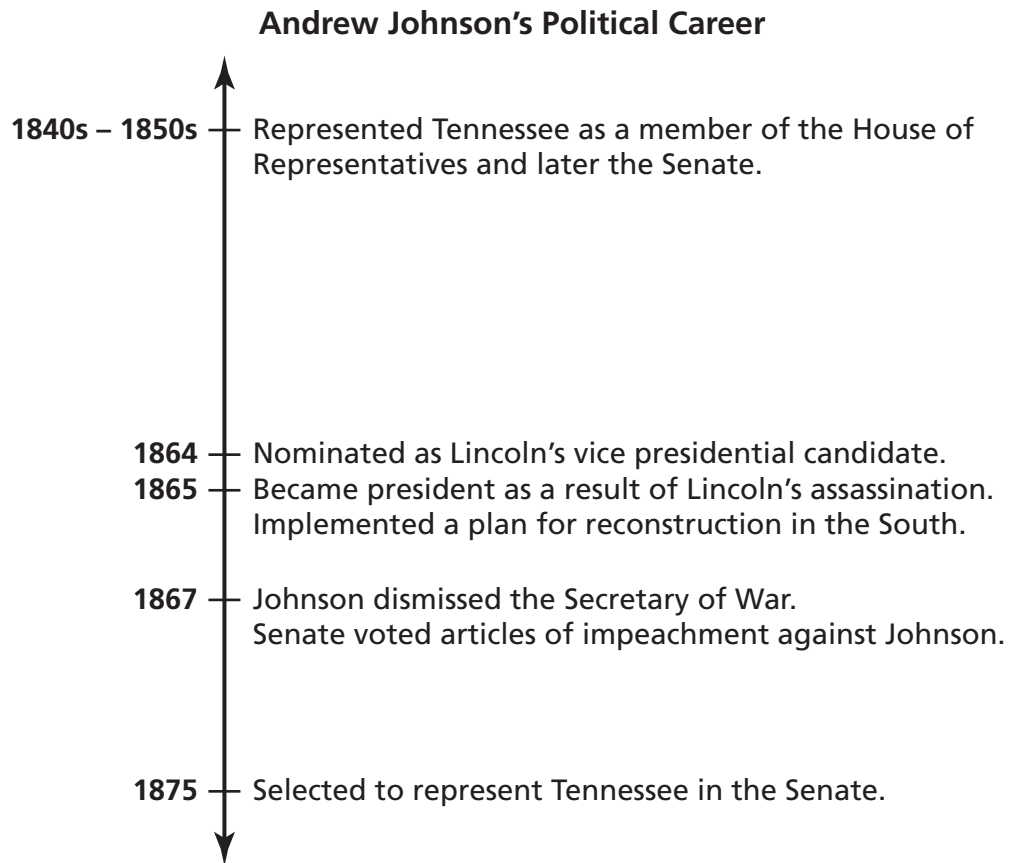 Andrew Johnson's Political Career
1840s – 1850s Represented Tennessee as a member of the House of
Representatives and later the Senate.
1864 Nominated as Lincoln's vice presidential candidate.
1865 Became president as a result of Lincoln's assassination.
Implemented a plan for reconstruction in the South.
1867 Johnson dismissed the Secretary of War.
Senate voted articles of impeachment against Johnson.
1875 Selected to represent Tennessee in the Senate.